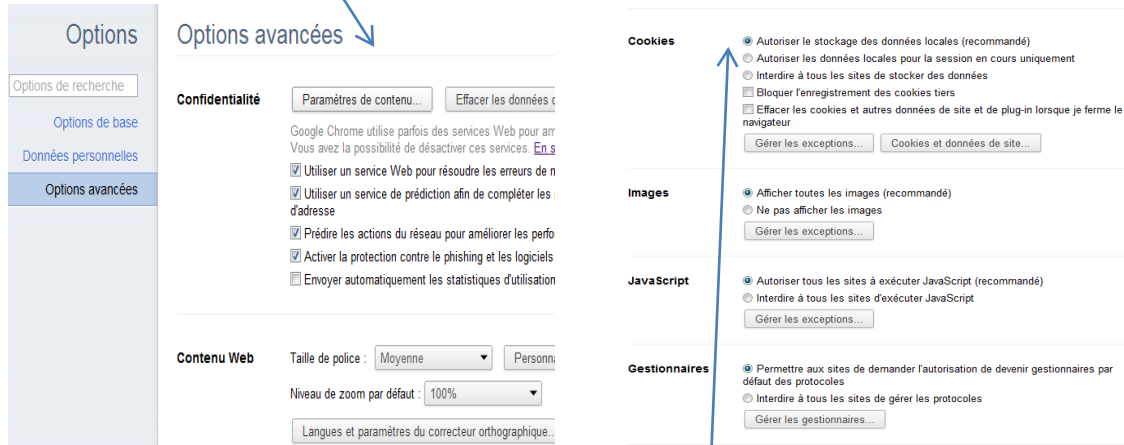 Options
Options de recherche
Options de base
Données personnelles
Options avancées
Options avancées
Confidentialité
Paramètres de contenu...
Effacer les données
Google Chrome utilise parfois des services Web pour
Vous avez la possibilité de désactiver ces services. En
Utiliser un service Web pour résoudre les erreurs de
Utiliser un service de prédiction afin de compléter les
d'adresse
Prédire les actions du réseau pour améliorer les
Activer la protection contre le phishing et les logiciels
Envoyer automatiquement les statistiques d'utilisation
Contenu Web
Taille de police :
Moyenne
Niveau de zoom par défaut :
100%
Langues et paramètres du correcteur orthographique...
Cookies
Autoriser le stockage des données locales (recommandé)
Autoriser les données locales pour la session en cours uniquement
Interdire à tous les sites de stocker des données
Bloquer l'enregistrement des cookies tiers
Effacer les cookies et autres données de site et de plug-in lorsque je ferme le
navigateur
Gérer les exceptions...
Cookies et données de site...
Images
Afficher toutes les images (recommandé)
Ne pas afficher les images
Gérer les exceptions...
JavaScript
Autoriser tous les sites à exécuter JavaScript (recommandé)
Interdire à tous les sites d'exécuter JavaScript
Gérer les exceptions...
Gestionnaires
Permettre aux sites de demander l'autorisation de devenir gestionnaires par
défaut des protocoles
Interdire à tous les sites de gérer les protocoles
Gérer les gestionnaires...